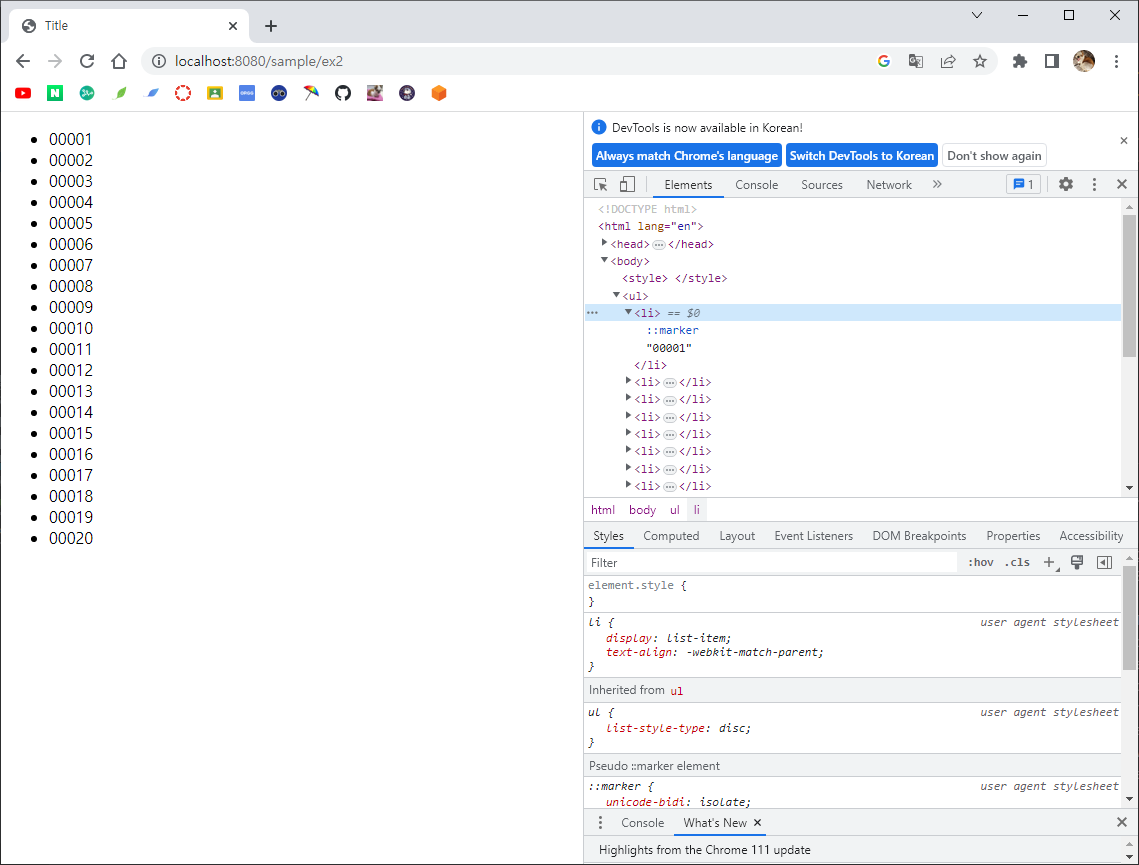 Title
localhost:8080/sample/ex2
00001
00002
00003
00004
00005
00006
00007
00008
00009
00010
00011
00012
00013
00014
00015
00016
00017
00018
00019
00020
DevTools is now available in Korean!
Always match Chrome's language Switch DevTools to Korean Don't show again
Elements Console Sources Network » 1
<!DOCTYPE html>
<html lang="en">
<head>…</head>
<body>
<style> </style>
<ul>
<li> == $0
::marker
"00001"
</li>
<li>…</li>
<li>…</li>
<li>…</li>
<li>…</li>
<li>…</li>
<li>…</li>
<li>…</li>
html body ul li
Styles Computed Layout Event Listeners DOM Breakpoints Properties Accessibility
Filter :hov .cls +
element.style {
}
li { user agent stylesheet
display: list-item;
text-align: -webkit-match-parent;
}
Inherited from ul
ul { user agent stylesheet
list-style-type: disc;
}
Pseudo ::marker element
::marker { user agent stylesheet
unicode-bidi: isolate;
Console What's New
Highlights from the Chrome 111 update